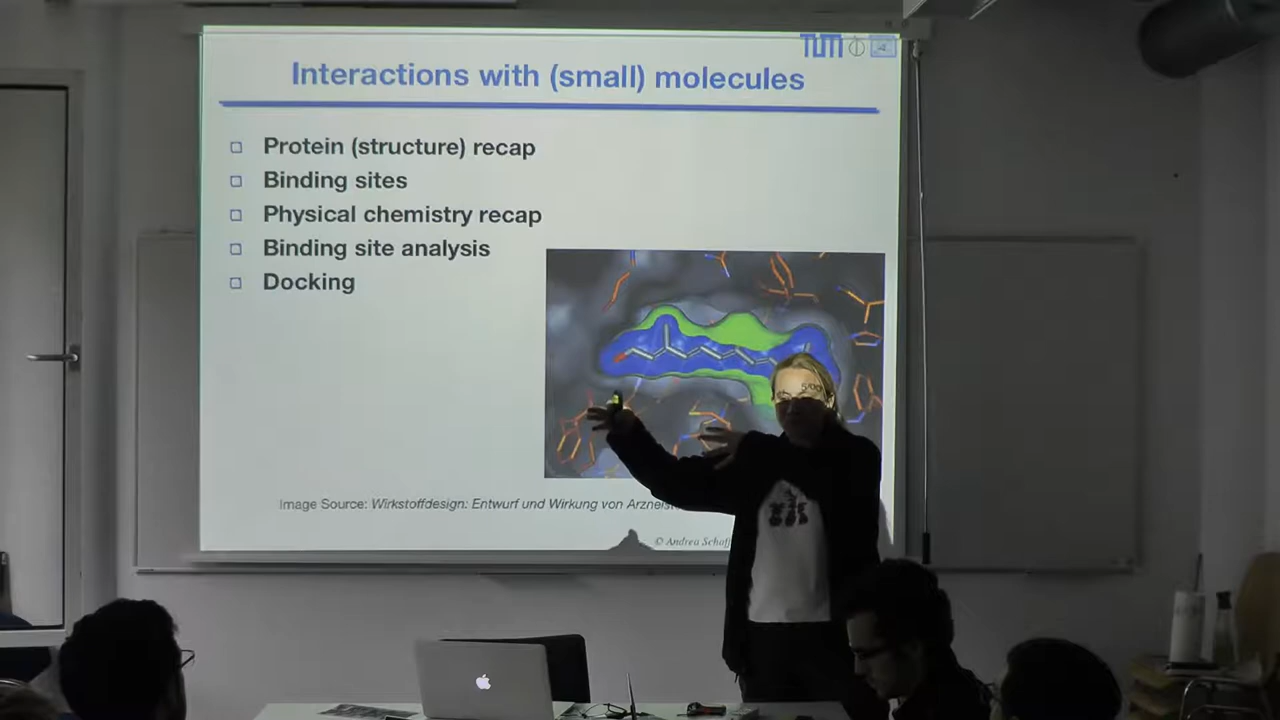 TUM
Interactions with (small) molecules
Protein (structure) recap
Binding sites
Physical chemistry recap
Binding site analysis
Docking
Image Source: Wirkstoffdesign: Entwurf und Wirkung von
© Andrea